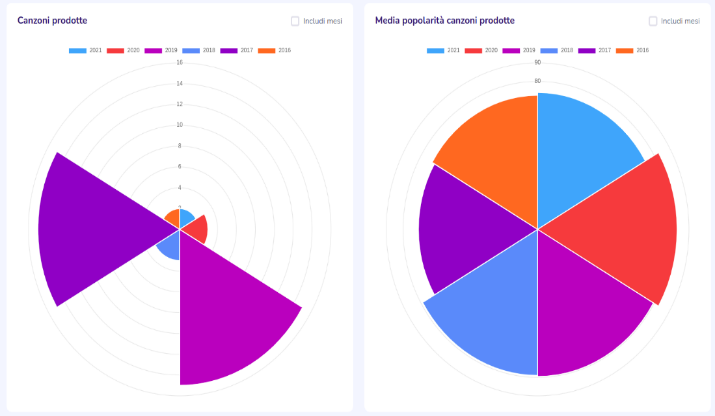 Canzoni prodotte
Includi mesi
2021 2020 2019 2018 2017 2016
16
14
12
10
8
6
4
2
Media popolarità canzoni prodotte
Includi mesi
2021 2020 2019 2018 2017 2016
90
80